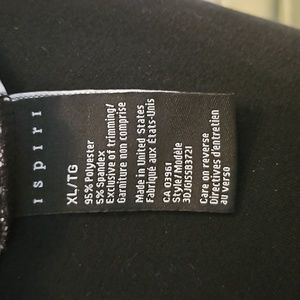 ISPIRI
XL/TG
95% Polyester
5% Spandex
Exclusive of trimming/
Garniture non comprise
Made in United States
Fabriqué aux États-Unis
CA 03961
Style/Modèle
3DJGISSB3721
Care on reverse
Directives d'entretien
au verso